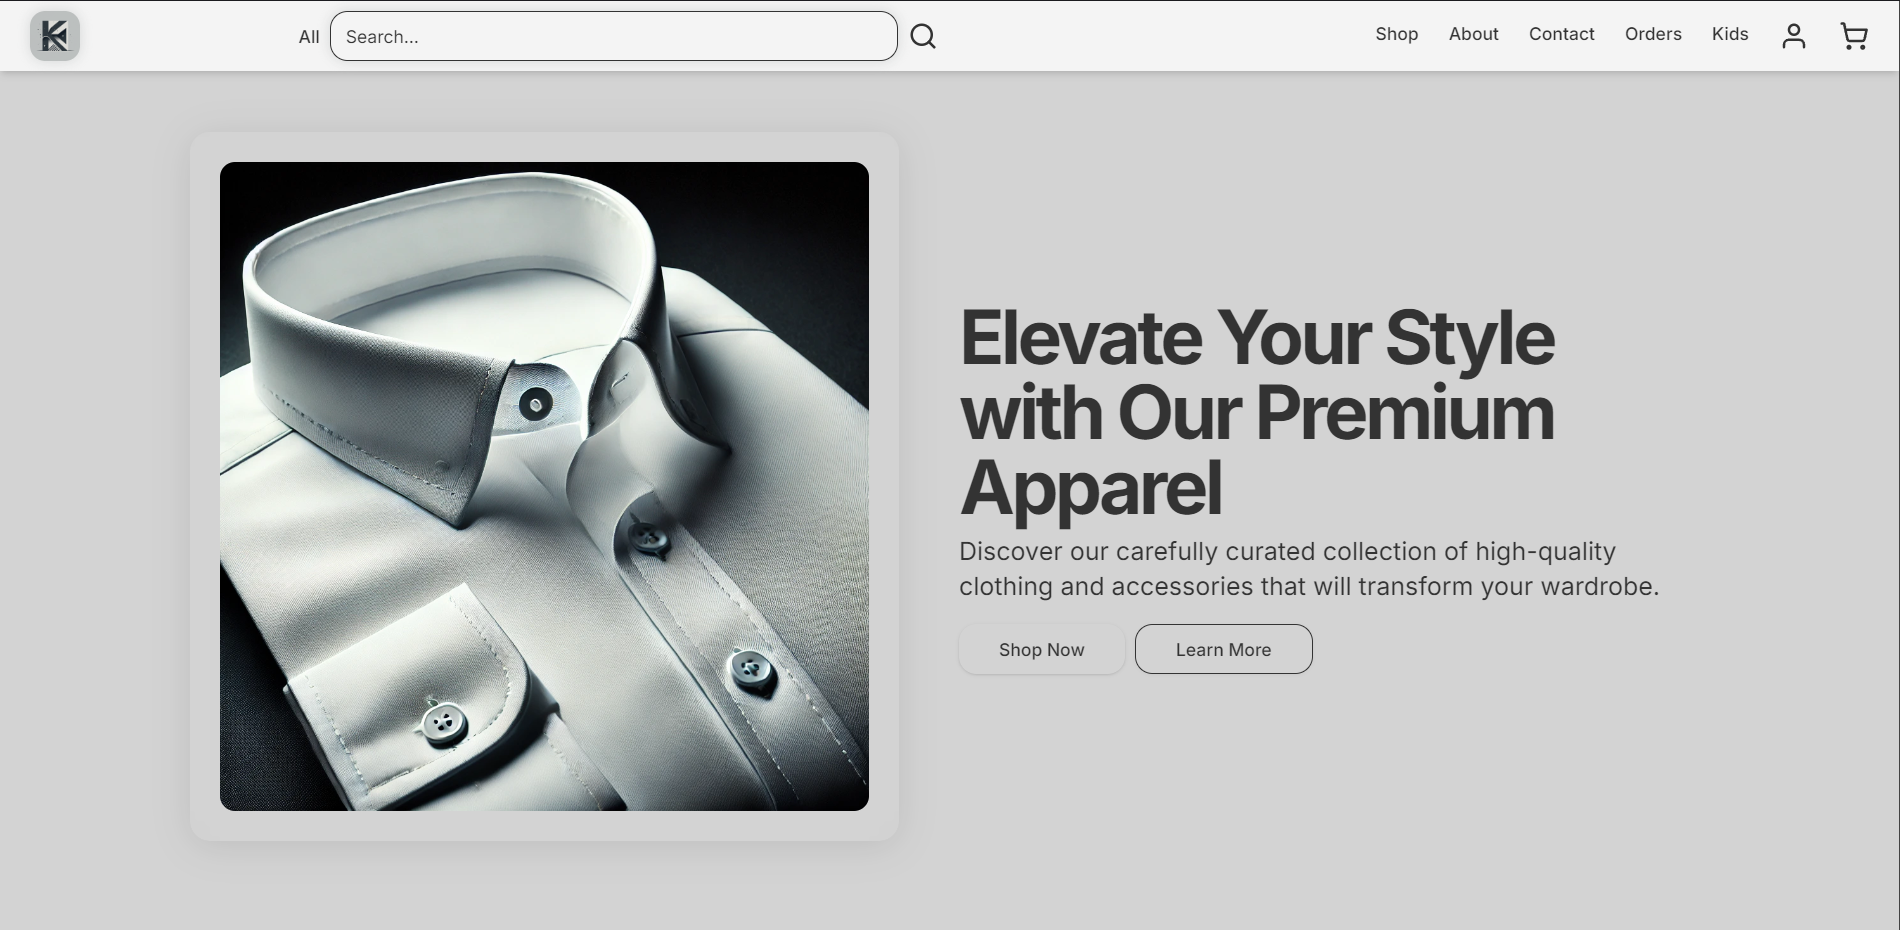 All
Search...
Shop
About
Contact
Orders
Kids
Elevate Your Style
with Our Premium
Apparel
Discover our carefully curated collection of high-quality
clothing and accessories that will transform your wardrobe.
Shop Now
Learn More